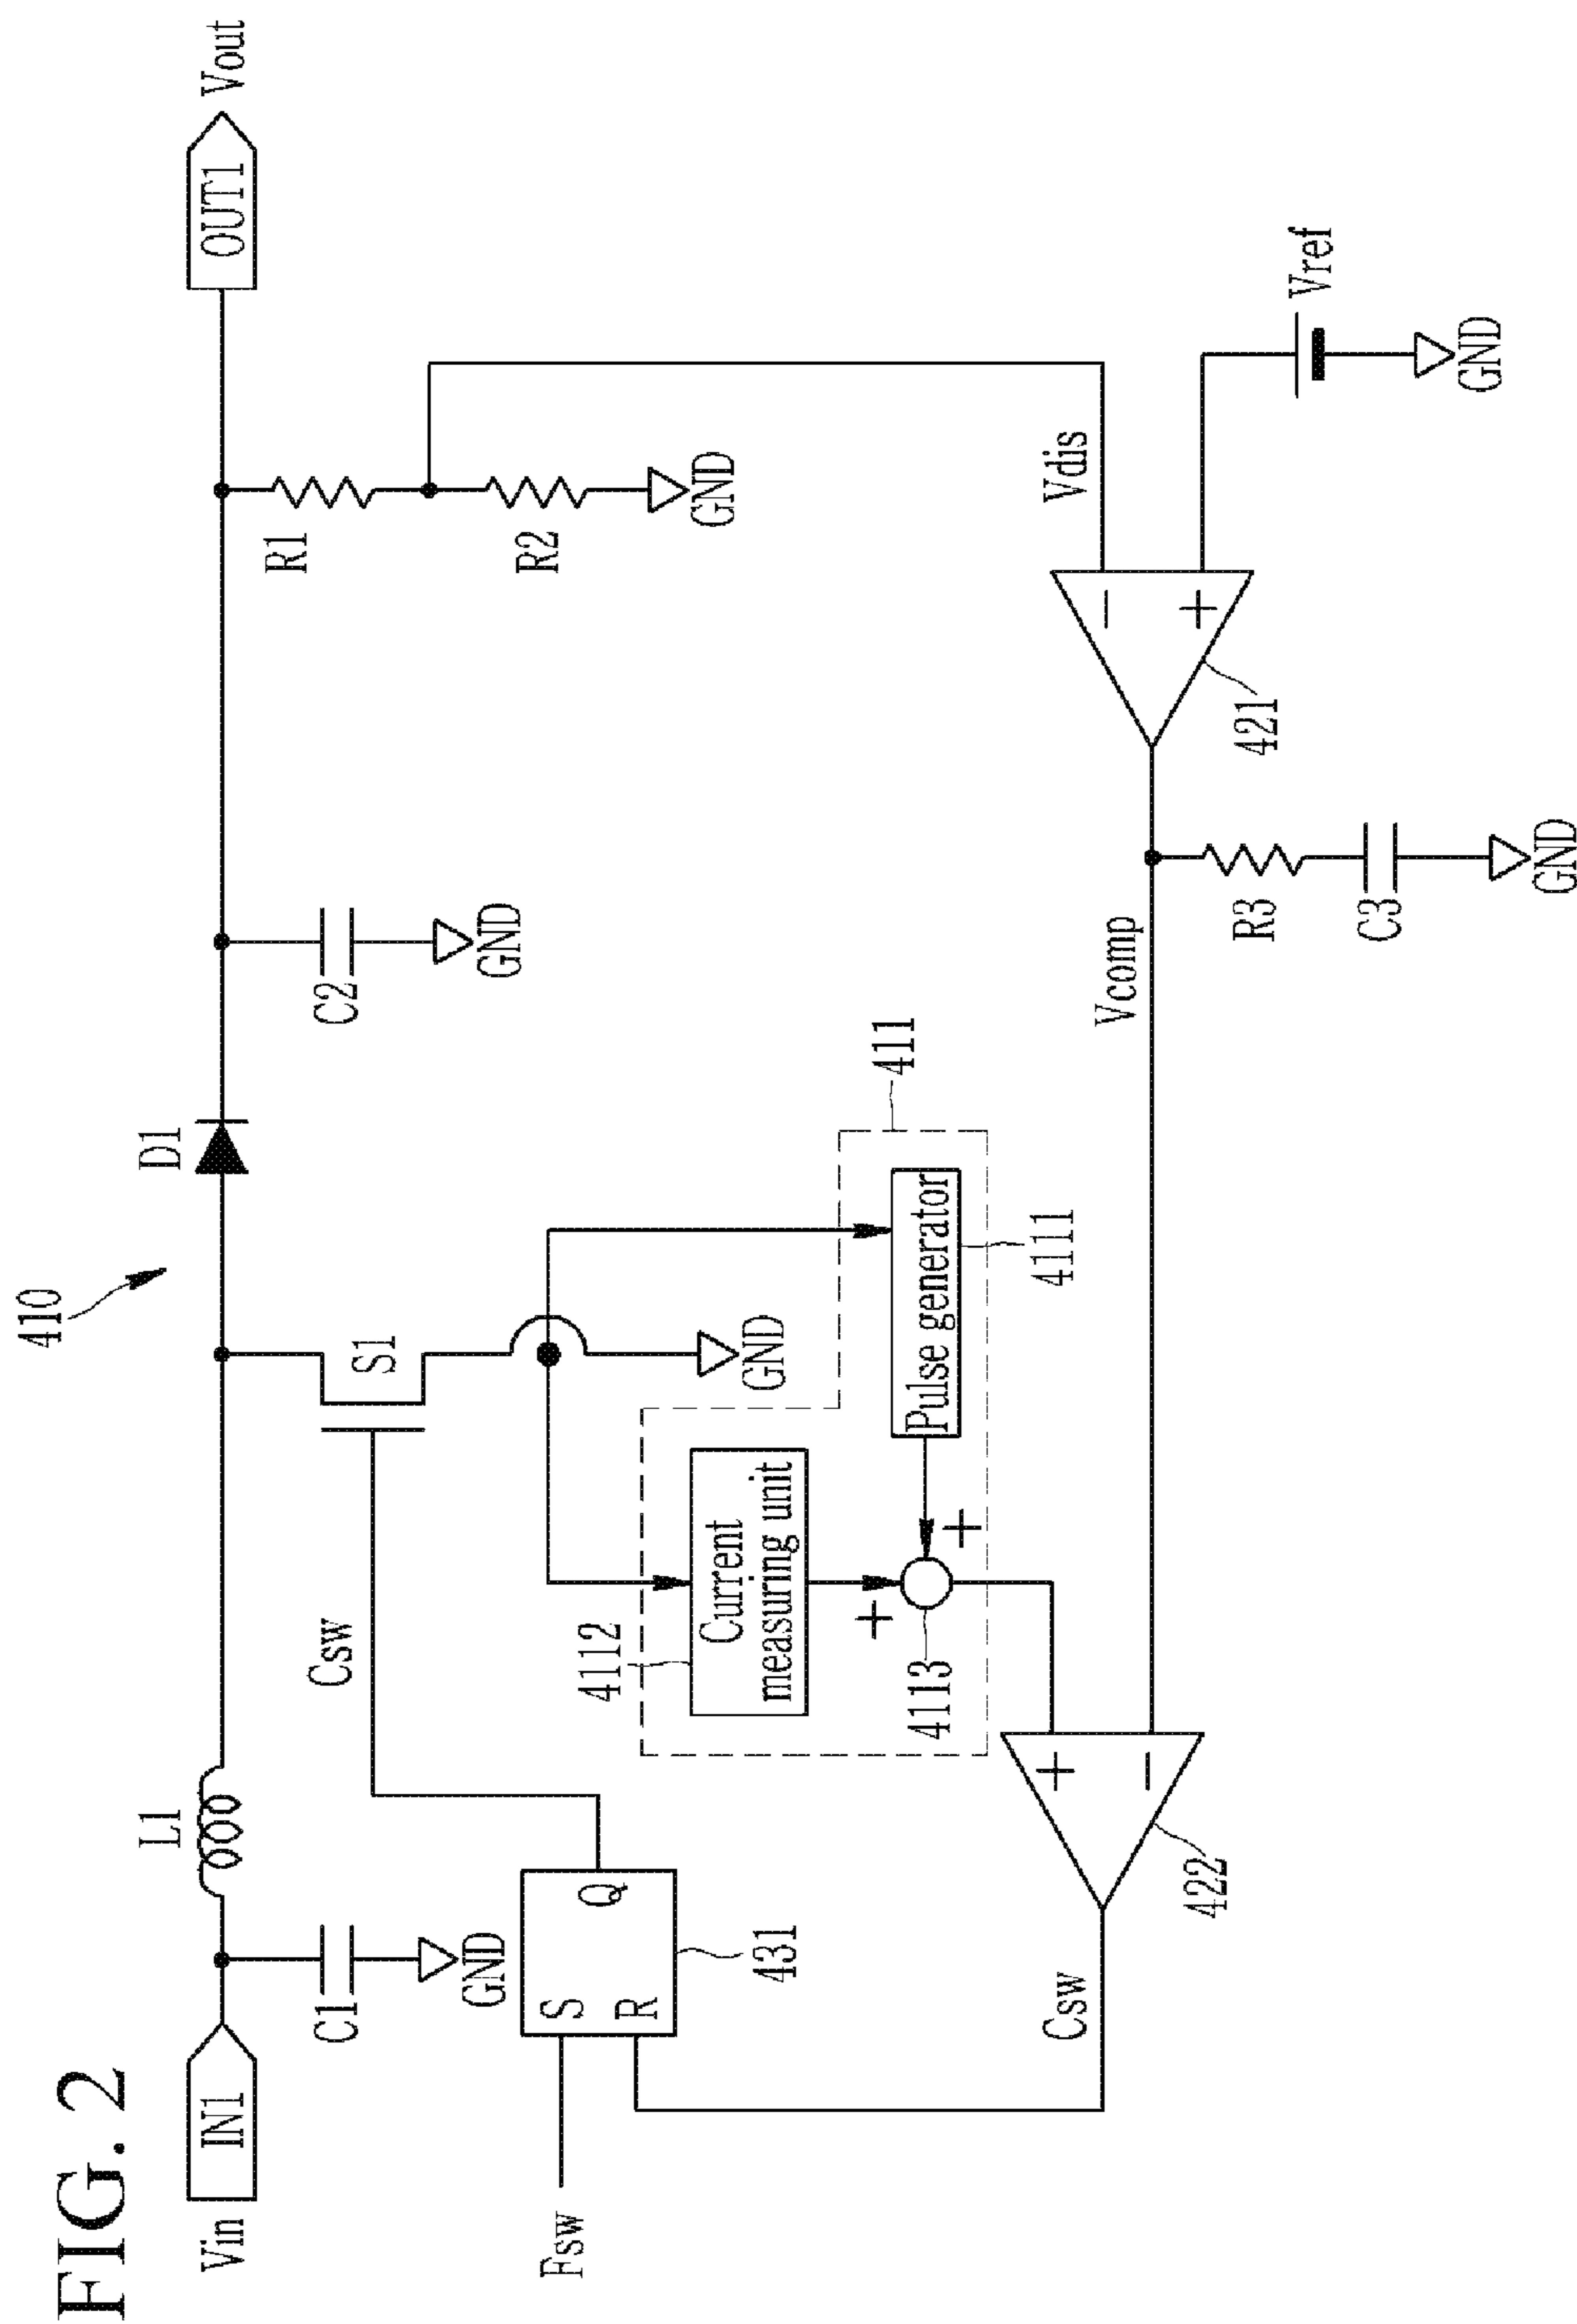 FIG. 2
410
Vin
IN1
L1
D1
OUT1
Vout
C1
GND
Csw
S1
C2
GND
R1
R2
GND
Fsw
S
R
Q
431
4112
Current
measuring unit
GND
411
Pulse generator
4111
+
+
4113
Csw
+
−
422
Vcomp
R3
C3
GND
Vdis
−
+
421
Vref
GND